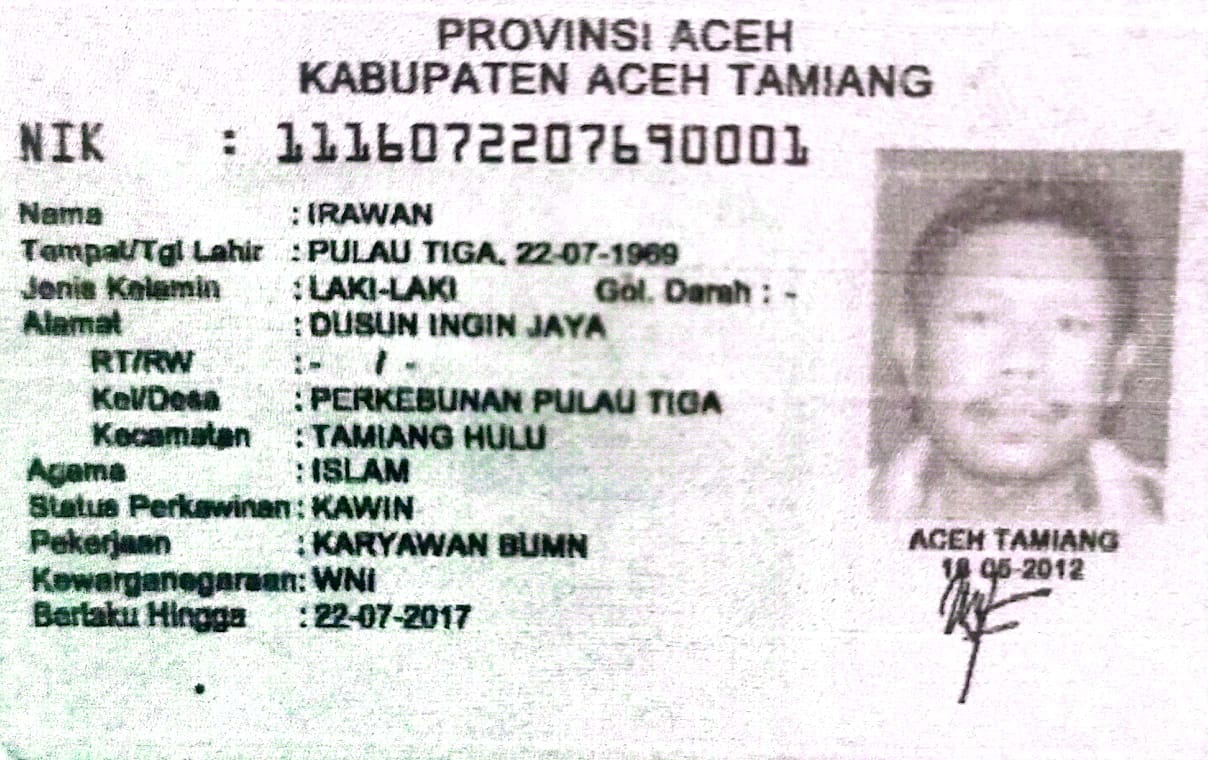 PROVINSI ACEH
KABUPATEN ACEH TAMIANG
NIK : 1116072207690001
Nama : IRAWAN
Tempat/Tgl Lahir : PULAU TIGA, 22-07-1969
Jenis Kelamin : LAKI-LAKI Gol. Darah : -
Alamat : DUSUN INGIN JAYA
RT/RW : - / -
Kel/Desa : PERKEBUNAN PULAU TIGA
Kecamatan : TAMIANG HULU
Agama : ISLAM
Status Perkawinan : KAWIN
Pekerjaan : KARYAWAN BUMN
Kewarganegaraan : WNI
Berlaku Hingga : 22-07-2017
ACEH TAMIANG
05-2012